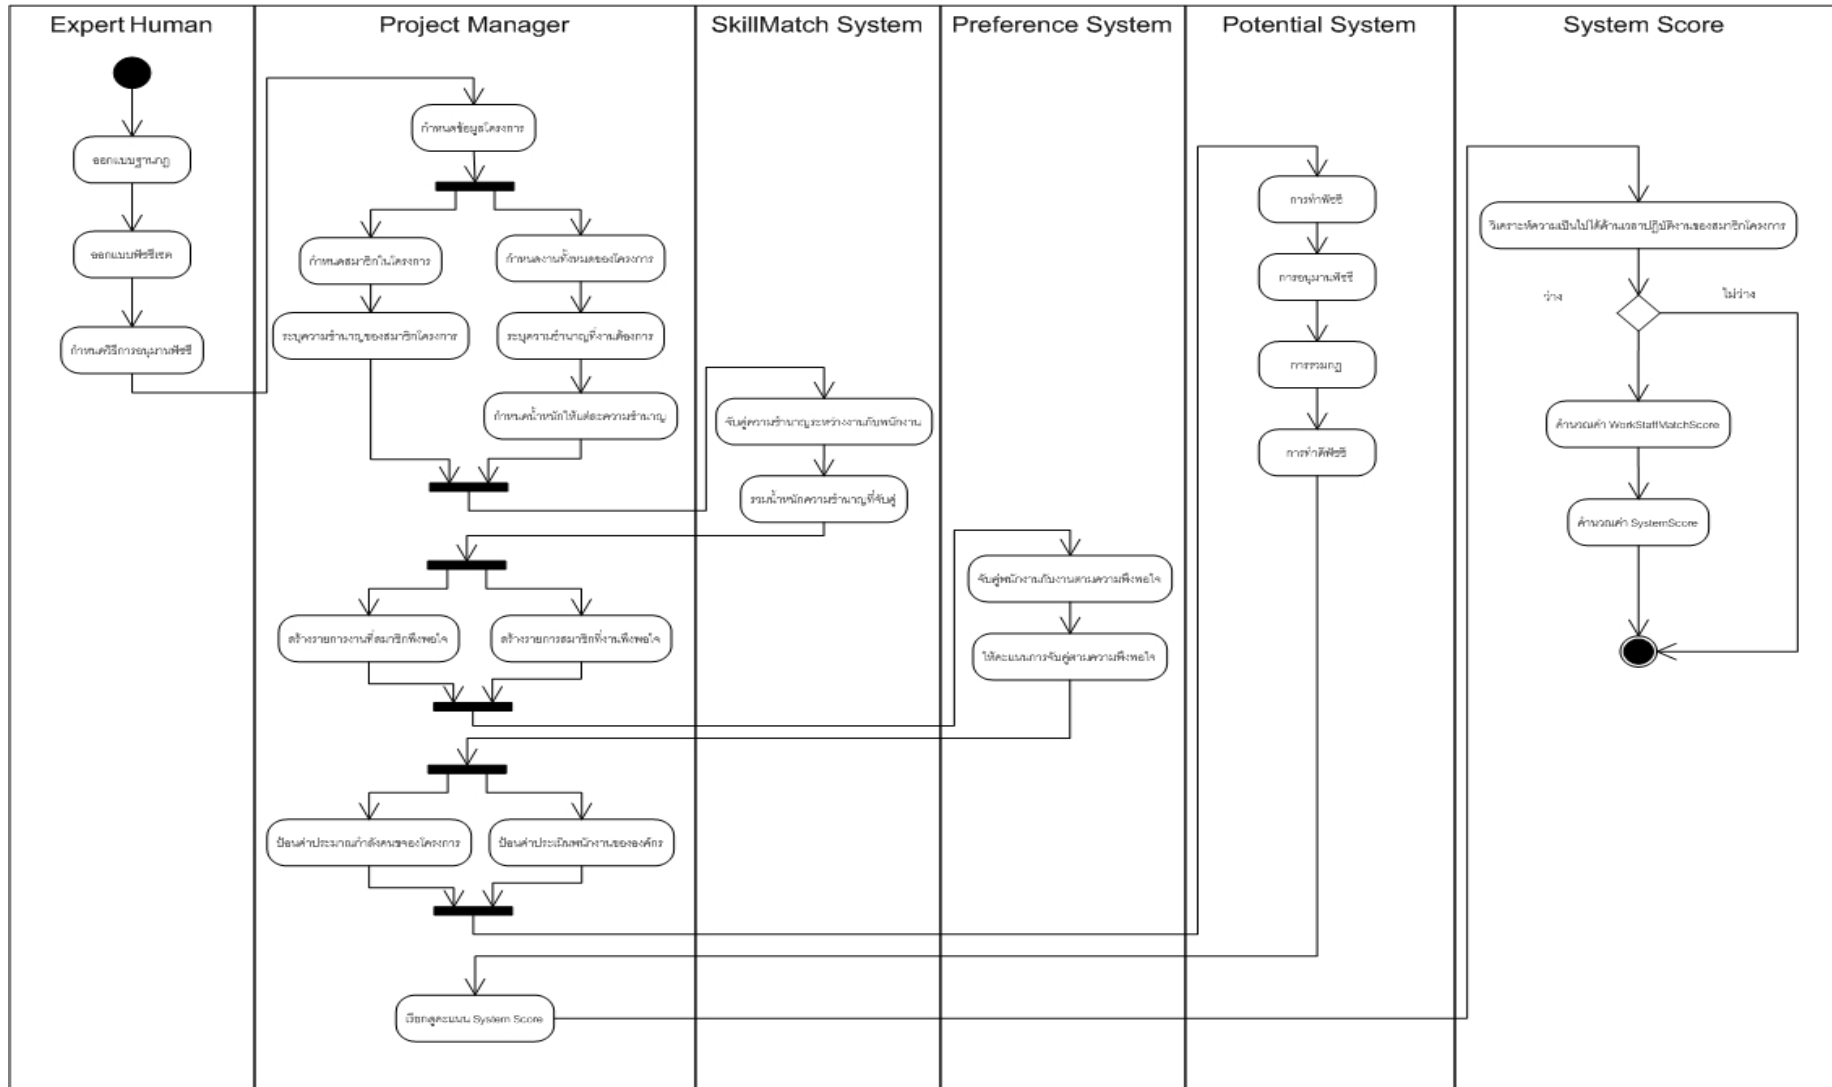 Expert Human
Project Manager
SkillMatch System
Preference System
Potential System
System Score
ออกแบบฐานกฎ
ออกแบบฟัซซีเซต
กำหนดวิธีการอนุมานฟัซซี
กำหนดข้อมูลโครงการ
กำหนดสมาชิกในโครงการ
กำหนดงานทั้งหมดของโครงการ
ระบุความชำนาญของสมาชิกโครงการ
ระบุความชำนาญที่งานต้องการ
กำหนดน้ำหนักให้แต่ละความชำนาญ
จับคู่ความชำนาญระหว่างงานกับพนักงาน
รวมน้ำหนักความชำนาญที่จับคู่
สร้างรายการงานที่สมาชิกพึงพอใจ
สร้างรายการสมาชิกที่งานพึงพอใจ
จับคู่พนักงานกับงานตามความพึงพอใจ
ให้คะแนนการจับคู่ตามความพึงพอใจ
ป้อนค่าประมาณกำลังคนของโครงการ
ป้อนค่าประเมินพนักงานขององค์กร
การทำฟัซซี
การอนุมานฟัซซี
การรวมกฎ
การทำดีฟัซซี
เรียกดูคะแนน System Score
วิเคราะห์ความเป็นไปได้ด้านเวลาปฏิบัติงานของสมาชิกโครงการ
ว่าง
ไม่ว่าง
คำนวณค่า WorkStaffMatchScore
คำนวณค่า SystemScore